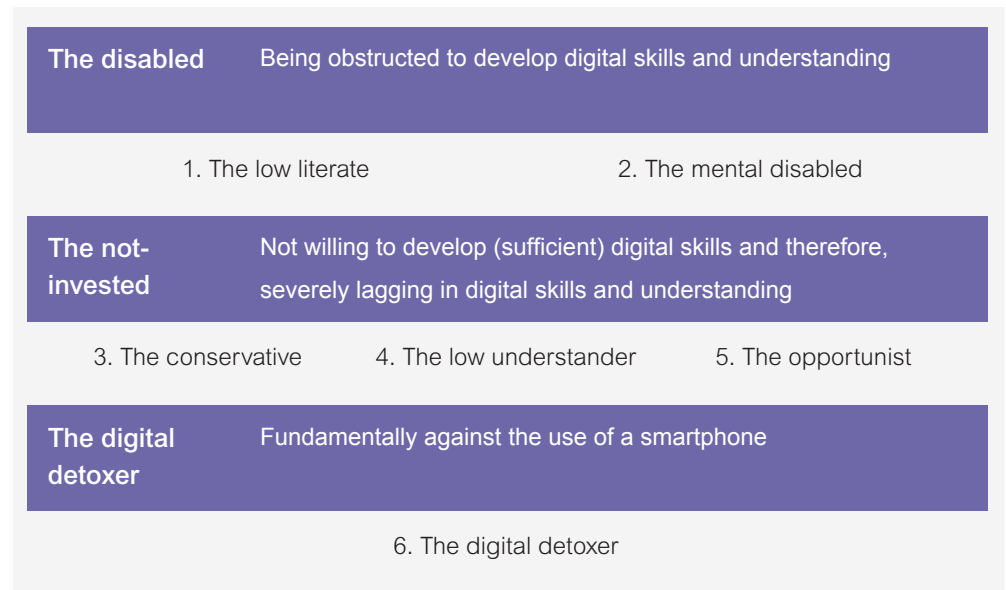 The disabled
Being obstructed to develop digital skills and understanding
1. The low literate
2. The mental disabled
The not-
invested
Not willing to develop (sufficient) digital skills and therefore,
severely lagging in digital skills and understanding
3. The conservative
4. The low understander
5. The opportunist
The digital
detoxer
Fundamentally against the use of a smartphone
6. The digital detoxer